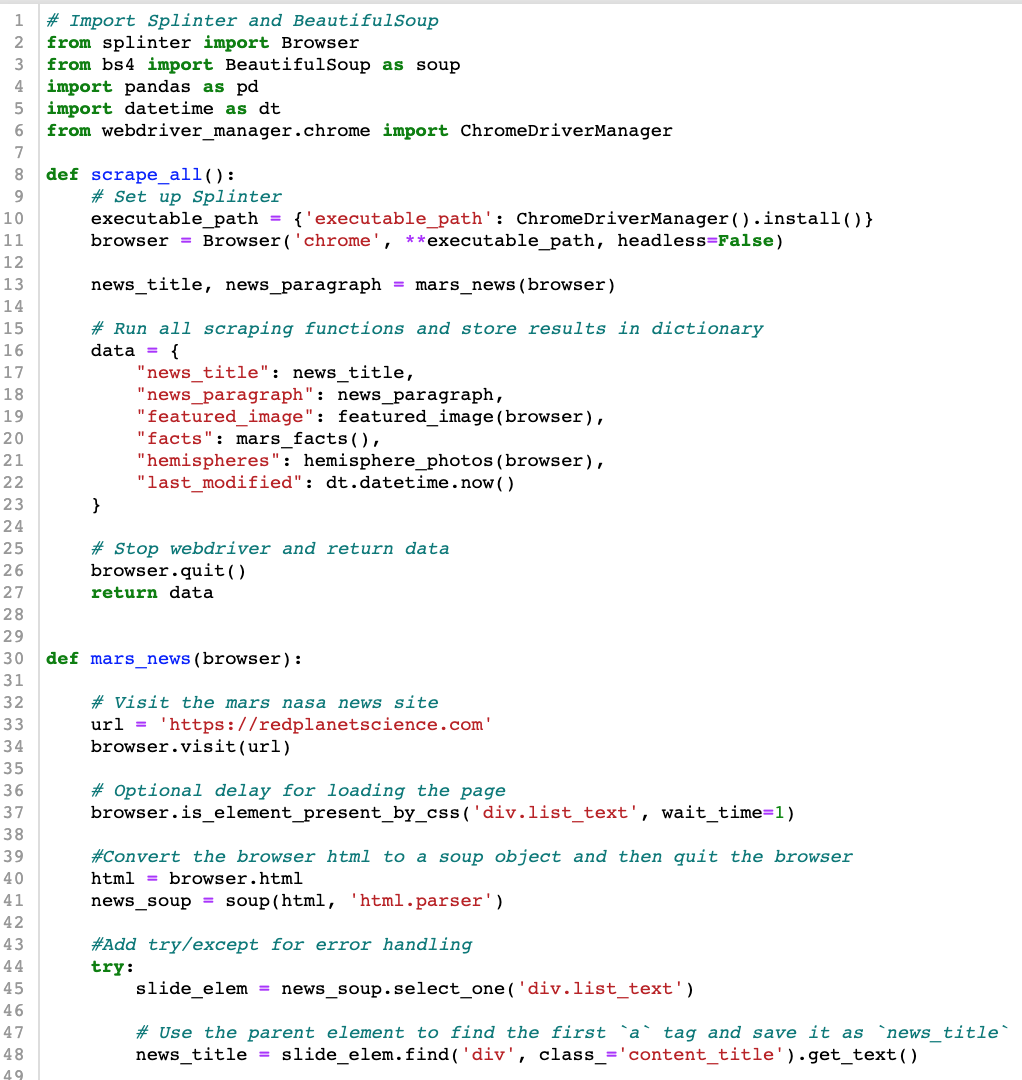 1 # Import Splinter and BeautifulSoup
2 from splinter import Browser
3 from bs4 import BeautifulSoup as soup
4 import pandas as pd
5 import datetime as dt
6 from webdriver_manager.chrome import ChromeDriverManager
7
8 def scrape_all():
9     # Set up Splinter
10     executable_path = {'executable_path': ChromeDriverManager().install()}
11     browser = Browser('chrome', **executable_path, headless=False)
12
13     news_title, news_paragraph = mars_news(browser)
14
15     # Run all scraping functions and store results in dictionary
16     data = {
17         "news_title": news_title,
18         "news_paragraph": news_paragraph,
19         "featured_image": featured_image(browser),
20         "facts": mars_facts(),
21         "hemispheres": hemisphere_photos(browser),
22         "last_modified": dt.datetime.now()
23     }
24
25     # Stop webdriver and return data
26     browser.quit()
27     return data
28
29
30 def mars_news(browser):
31
32     # Visit the mars nasa news site
33     url = 'https://redplanetscience.com'
34     browser.visit(url)
35
36     # Optional delay for loading the page
37     browser.is_element_present_by_css('div.list_text', wait_time=1)
38
39     #Convert the browser html to a soup object and then quit the browser
40     html = browser.html
41     news_soup = soup(html, 'html.parser')
42
43     #Add try/except for error handling
44     try:
45         slide_elem = news_soup.select_one('div.list_text')
46
47         # Use the parent element to find the first `a` tag and save it as `news_title`
48         news_title = slide_elem.find('div', class_='content_title').get_text()
49